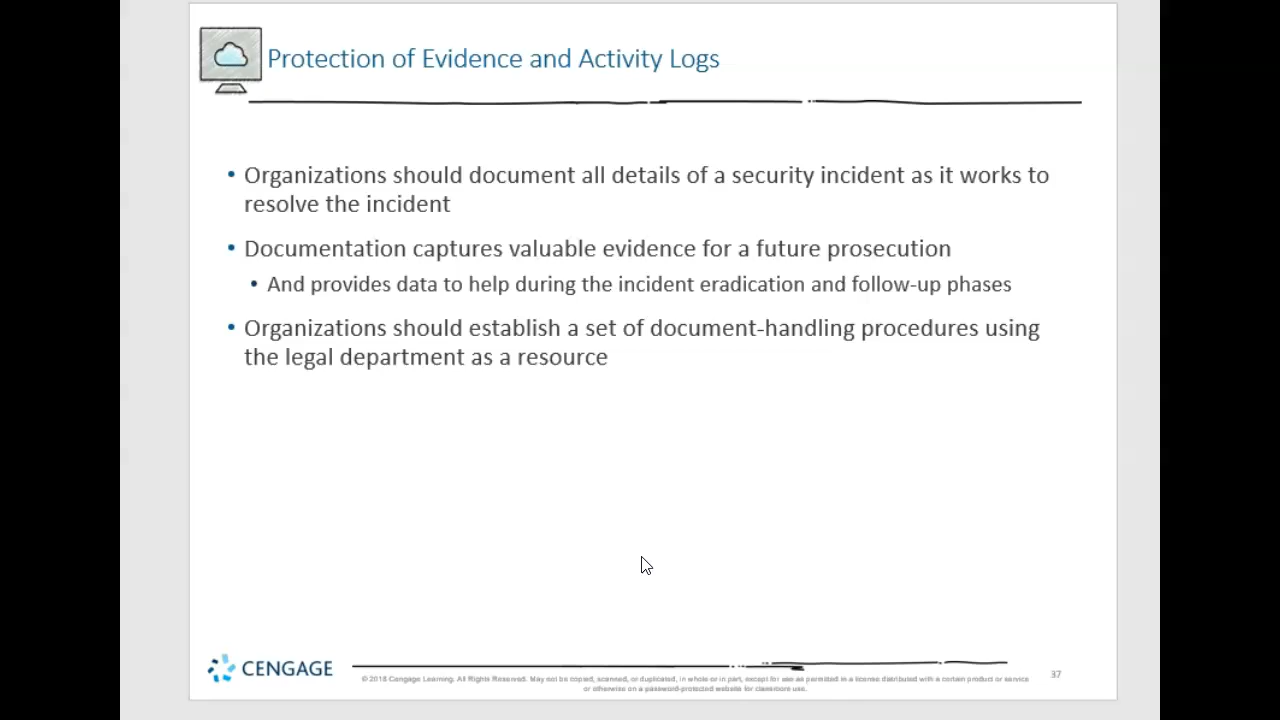 Protection of Evidence and Activity Logs
• Organizations should document all details of a security incident as it works to
resolve the incident
• Documentation captures valuable evidence for a future prosecution
• And provides data to help during the incident eradication and follow-up phases
• Organizations should establish a set of document-handling procedures using
the legal department as a resource
CENGAGE
© 2018 Cengage Learning. All Rights Reserved. May not be copied, scanned, or duplicated, in whole or in part, except for use as permitted in a license distributed with a certain product or service
or otherwise on a password-protected website for classroom use.
37